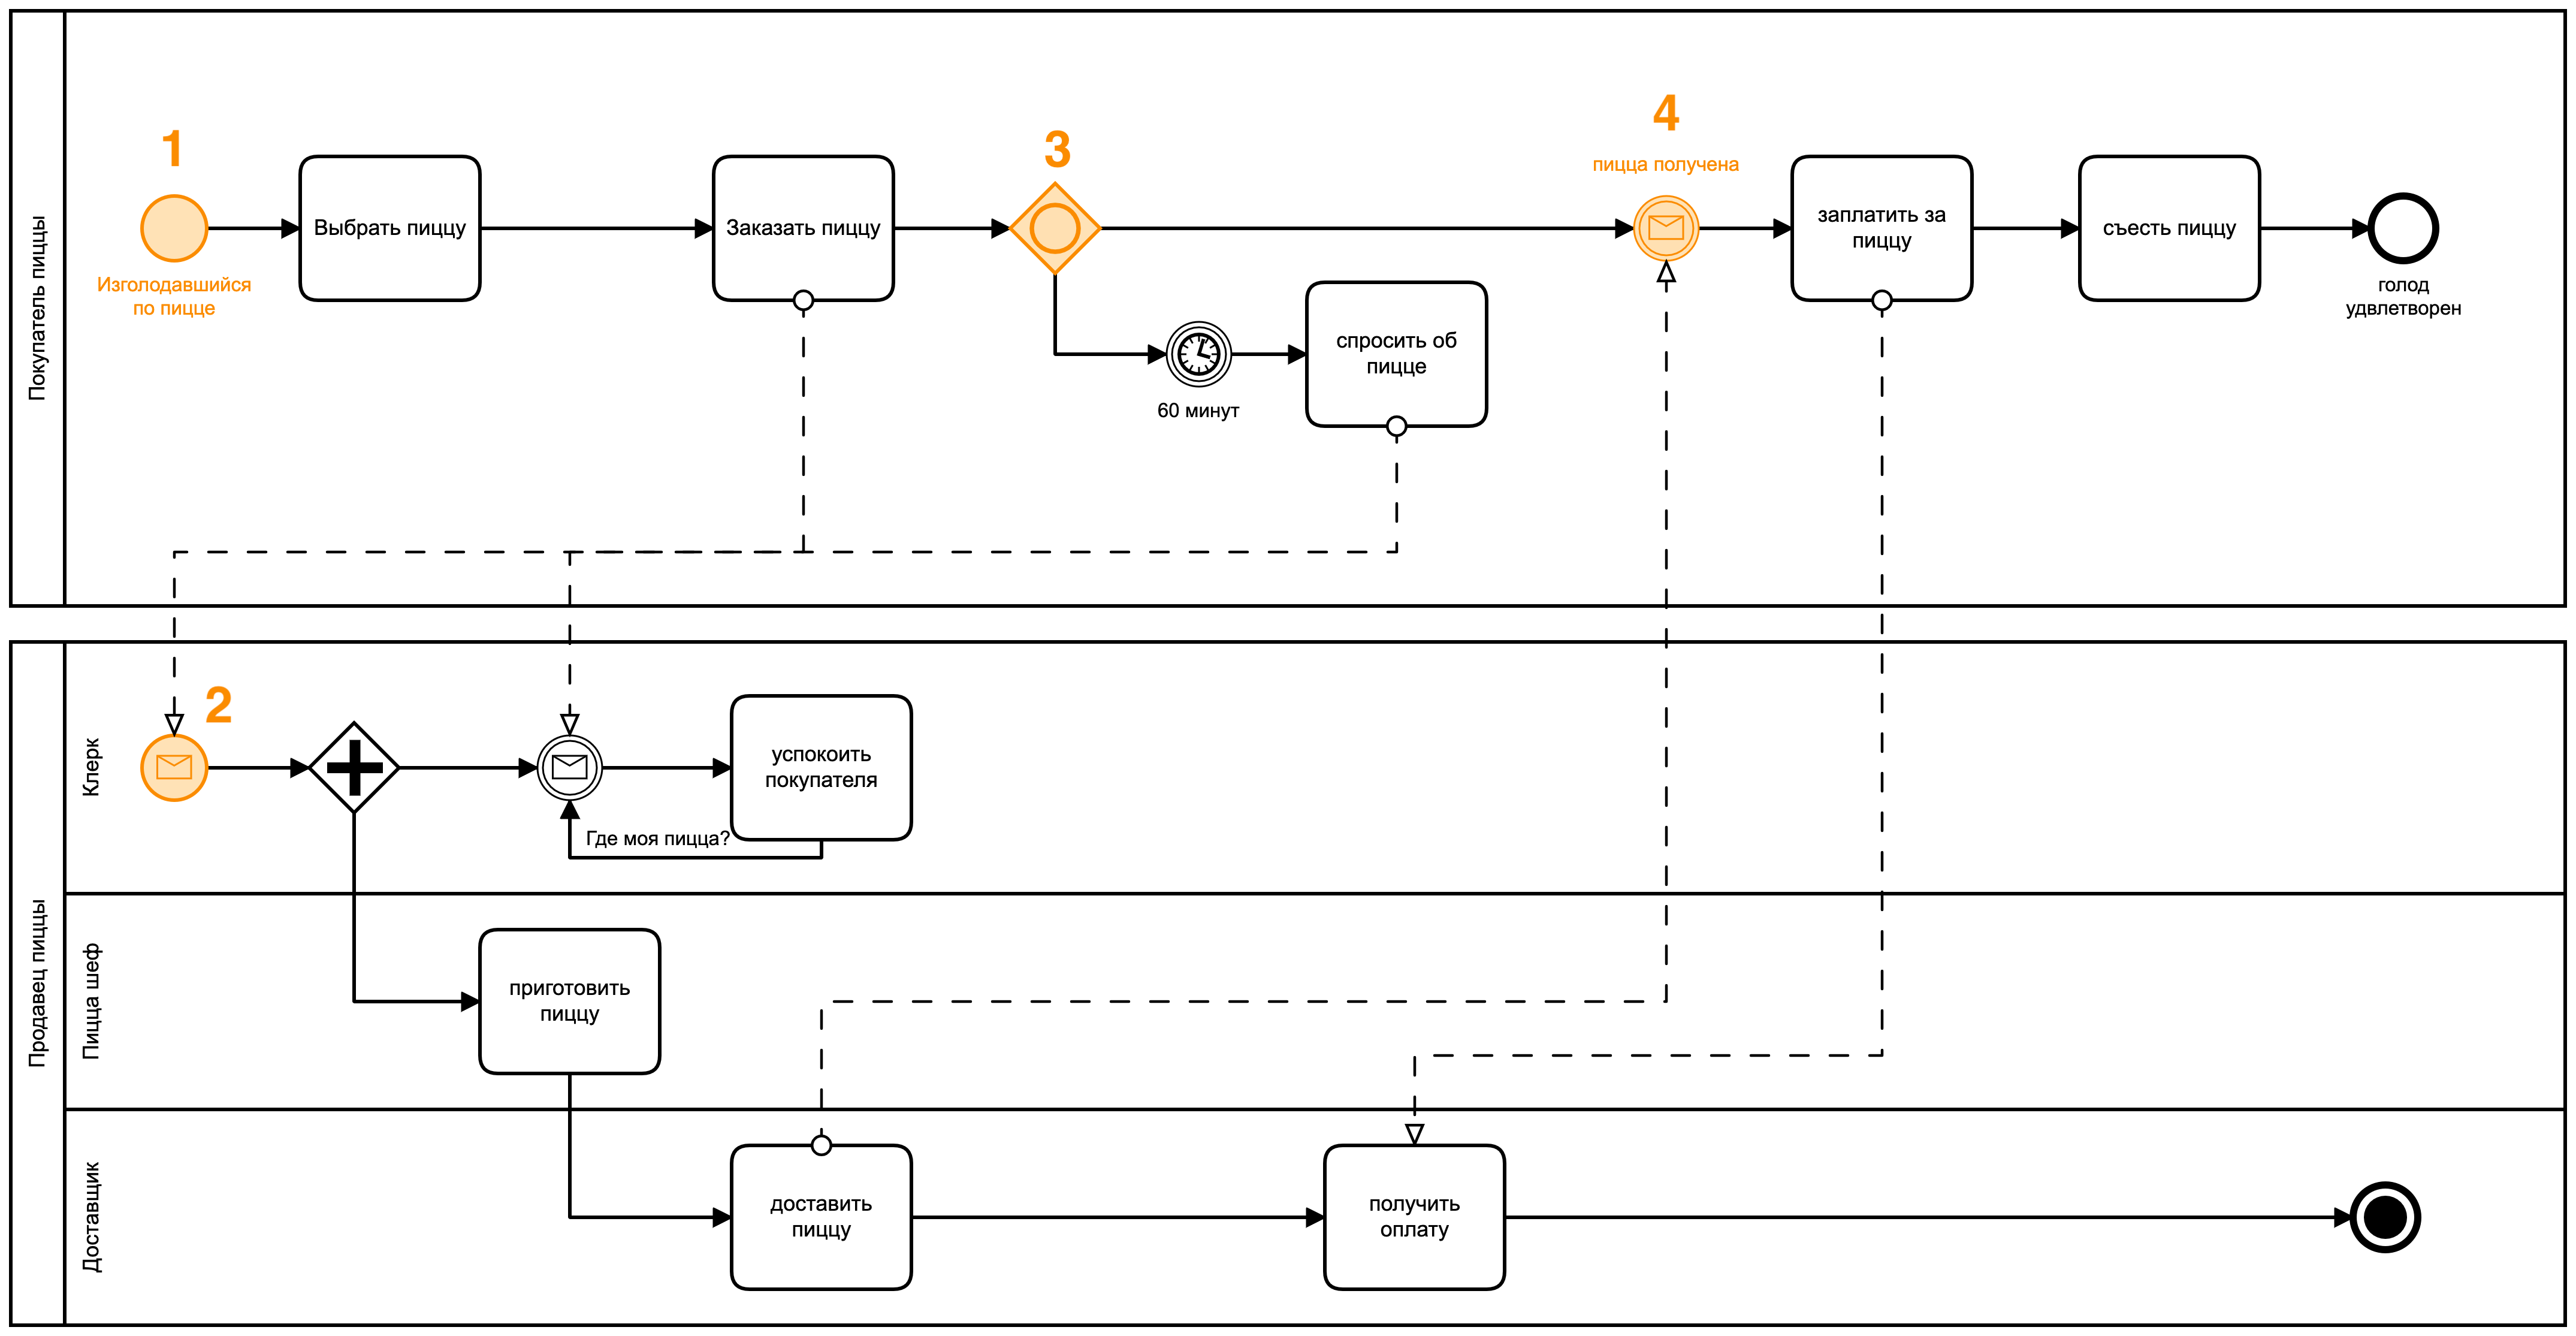 Покупатель пиццы
1
Изголодавшийся
по пицце
Выбрать пиццу
Заказать пиццу
3
60 минут
спросить об
пицце
4
пицца получена
заплатить за
пиццу
съесть пиццу
голод
удвлетворен
Продавец пиццы
Клерк
2
успокоить
покупателя
Где моя пицца?
Пицца шеф
приготовить
пиццу
Доставщик
доставить
пиццу
получить
оплату